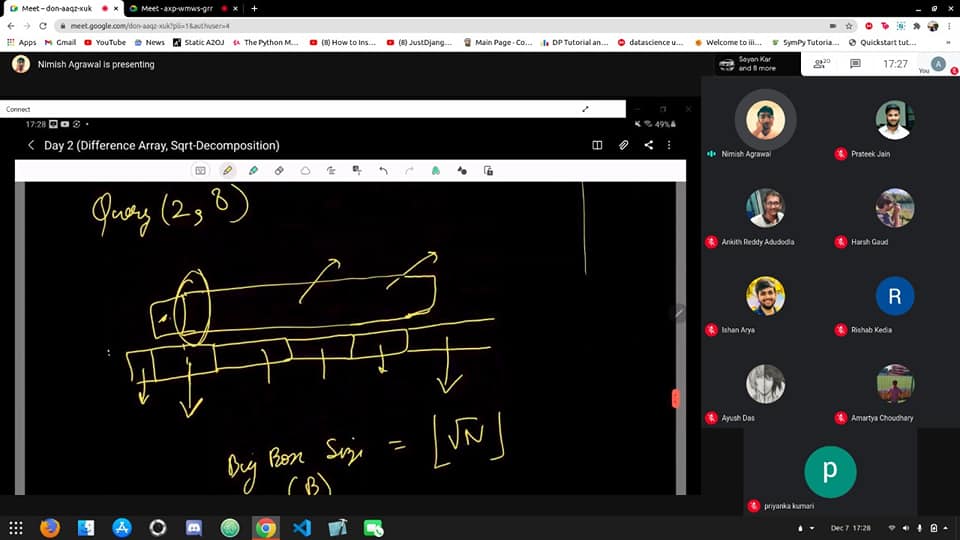 Meet – don-aaqz-xuk
Meet - axp-wmws-grr
meet.google.com/don-aaqz-xuk?pli=1&authuser=4
Apps
Gmail
YouTube
News
Static A2OJ
The Python M...
(8) How to Ins...
(8) JustDjang...
Main Page - Co...
DP Tutorial an...
datascience u...
Welcome to iii...
SymPy Tutoria...
Quickstart tut...
Nimish Agrawal is presenting
Sayan Kar
and 8 more
20
17:27
You
A
Connect
17:28
49%
Day 2 (Difference Array, Sqrt-Decomposition)
Query (2, 8)
Big Box Size = ⌊√N⌋
(B)
Nimish Agrawal
Prateek Jain
Ankith Reddy Adudodla
Harsh Gaud
R
Ishan Arya
Rishab Kedia
Ayush Das
Amartya Choudhary
p
priyanka kumari
Dec 7 17:28